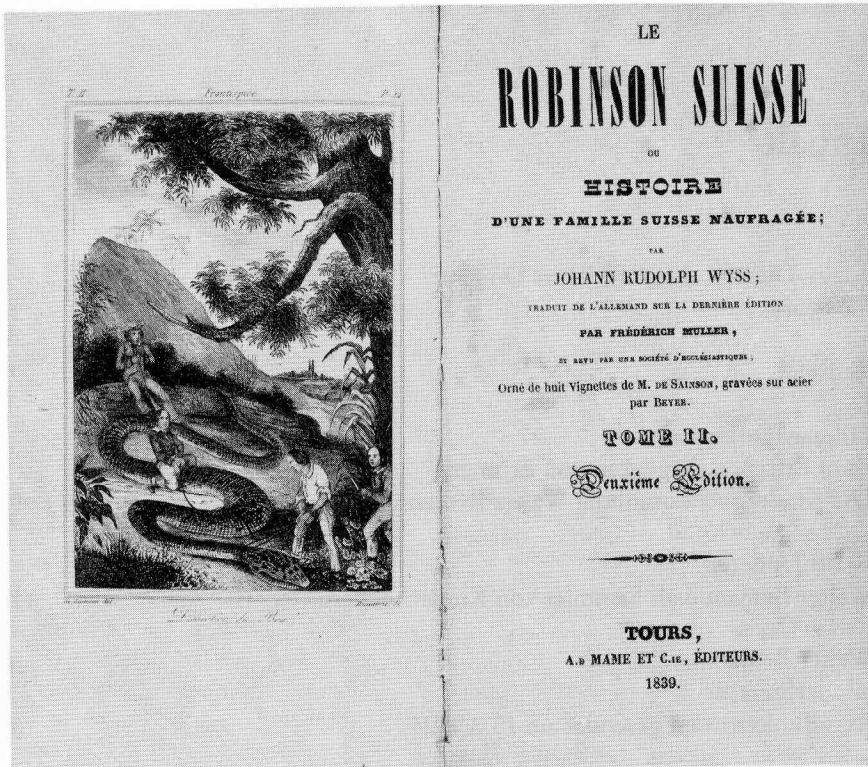 T. II Frontispice P.
LE
ROBINSON SUISSE
OU
HISTOIRE
D'UNE FAMILLE SUISSE NAUFRAGÉE;
PAR
JOHANN RUDOLPH WYSS;
TRADUIT DE L'ALLEMAND SUR LA DERNIÈRE ÉDITION
PAR FRÉDÉRICH MULLER,
ET REVU PAR UNE SOCIÉTÉ D'ECCLÉSIASTIQUES;
Orné de huit Vignettes de M. DE SAINSON, gravées sur acier
par BEYER.
TOME II.
Deuxième Edition.
TOURS,
A.D MAME ET C.IE, ÉDITEURS.
1839.